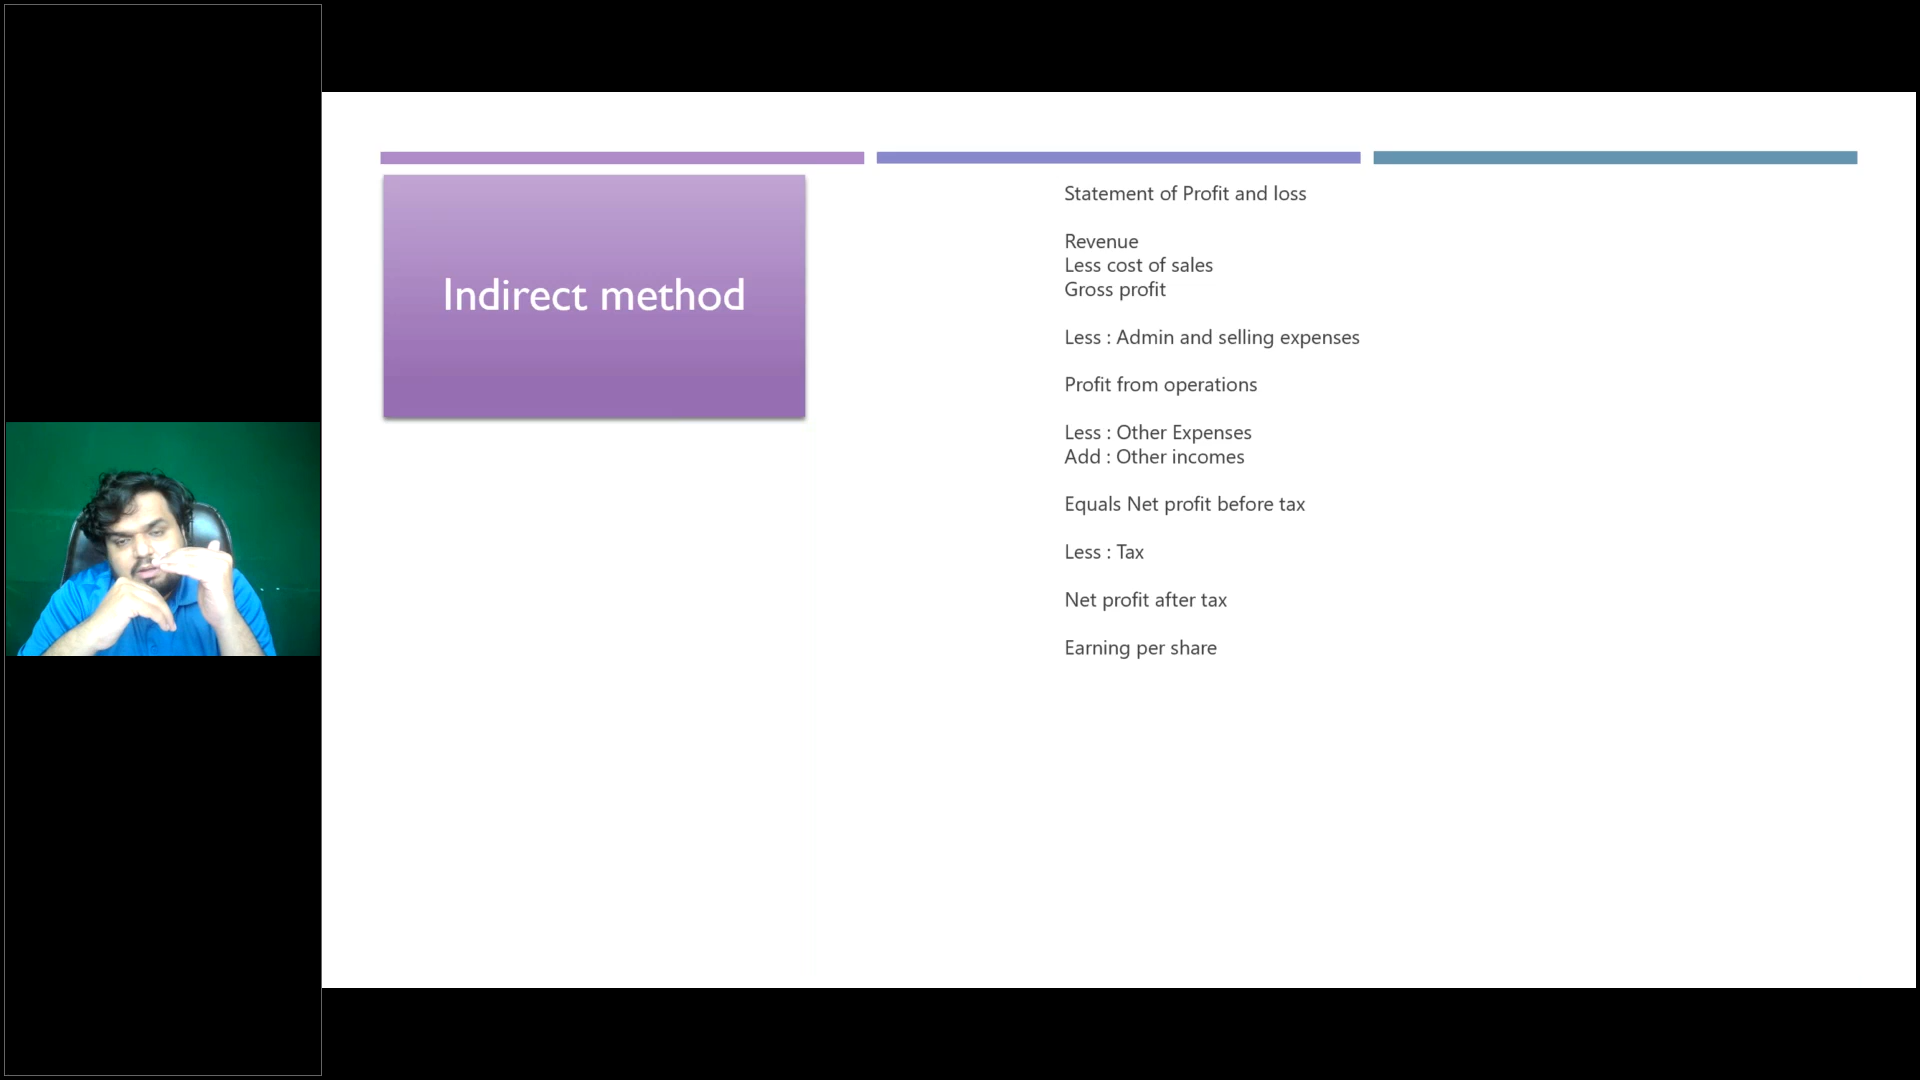 Indirect method
Statement of Profit and loss
Revenue
Less cost of sales
Gross profit
Less : Admin and selling expenses
Profit from operations
Less : Other Expenses
Add : Other incomes
Equals Net profit before tax
Less : Tax
Net profit after tax
Earning per share